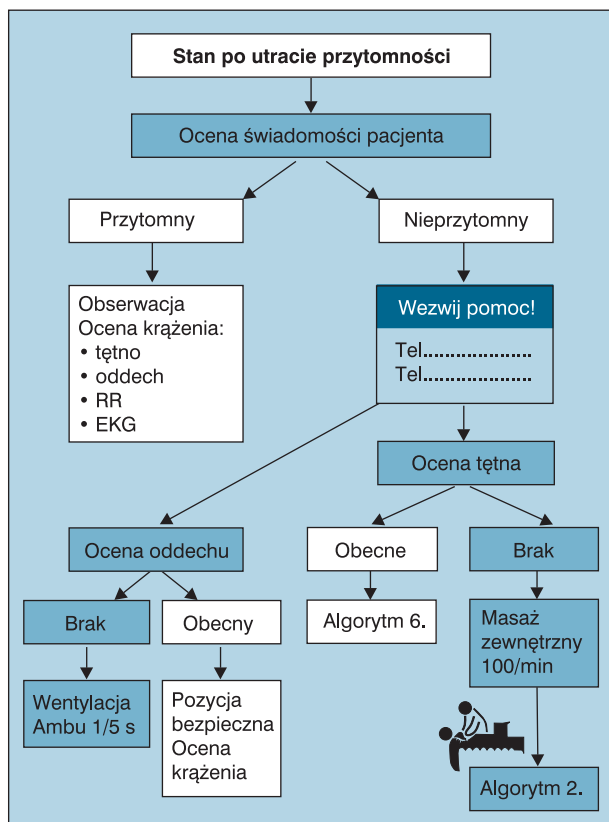 Stan po utracie przytomności
Ocena świadomości pacjenta
Przytomny
Nieprzytomny
Obserwacja
Ocena krążenia:
• tętno
• oddech
• RR
• EKG
Wezwij pomoc!
Tel....................
Tel....................
Ocena tętna
Ocena oddechu
Obecne
Brak
Brak
Obecny
Algorytm 6.
Masaż
zewnętrzny
100/min
Wentylacja
Ambu 1/5 s
Pozycja
bezpieczna
Ocena
krążenia
Algorytm 2.